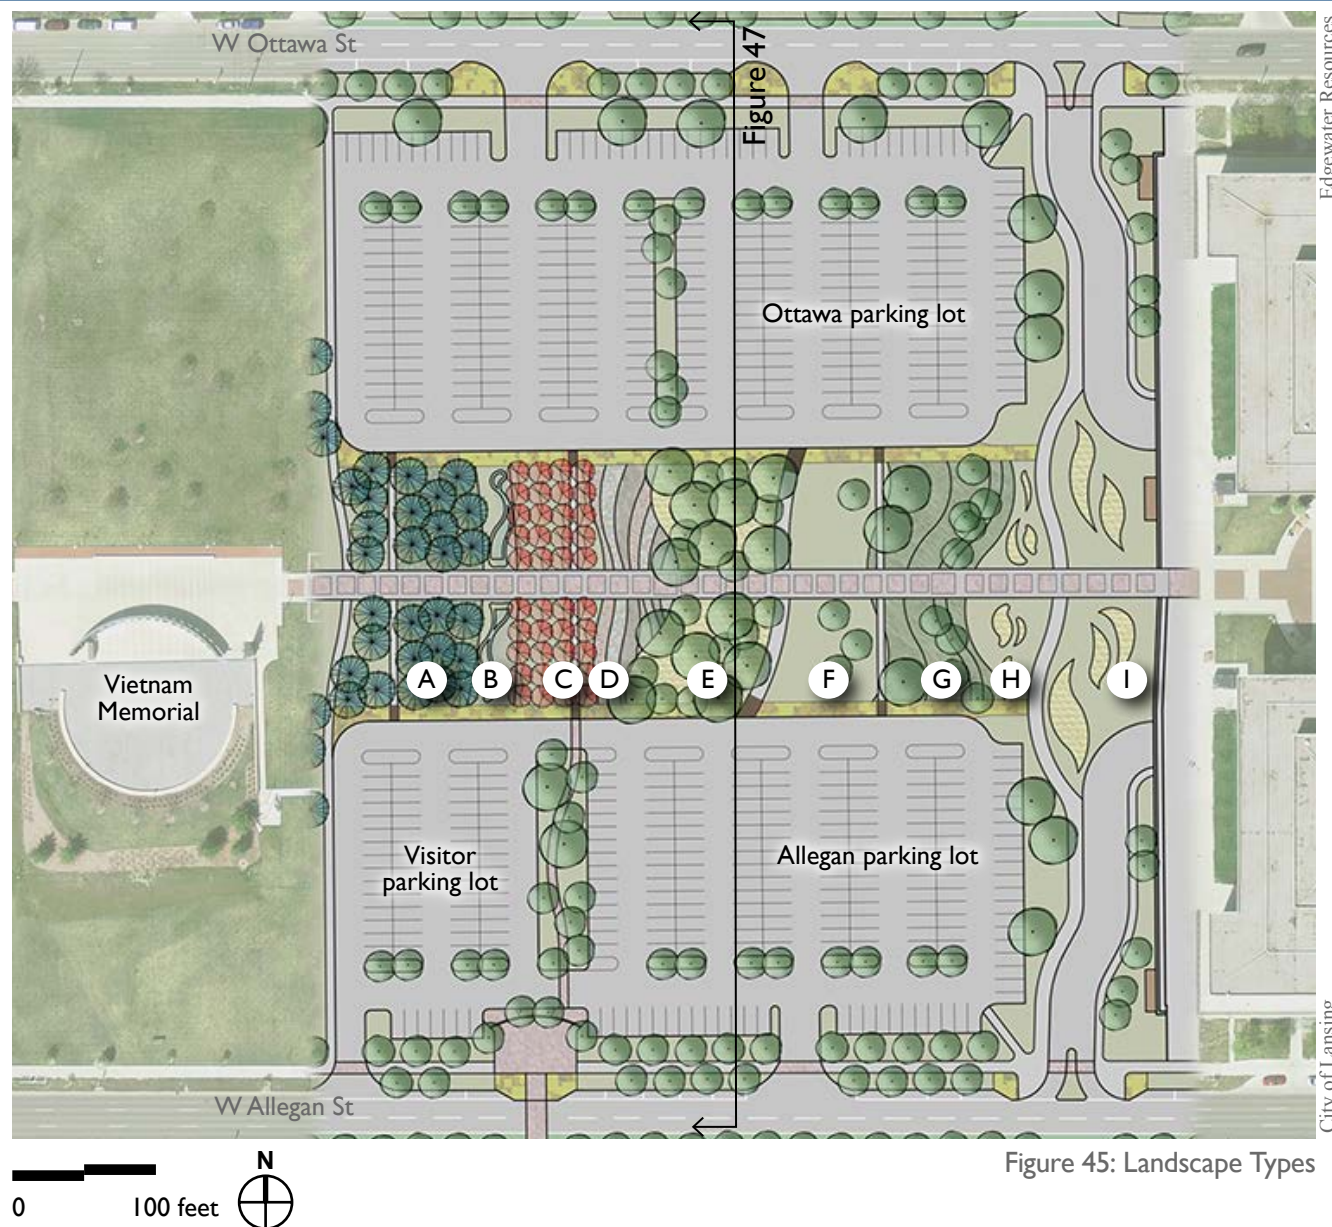 W Ottawa St
Figure 47
Edgewater Resources
Ottawa parking lot
Vietnam
Memorial
A B C D E F G H I
Visitor
parking lot
Allegan parking lot
W Allegan St
City of Lansing
Figure 45: Landscape Types
N
0 100 feet